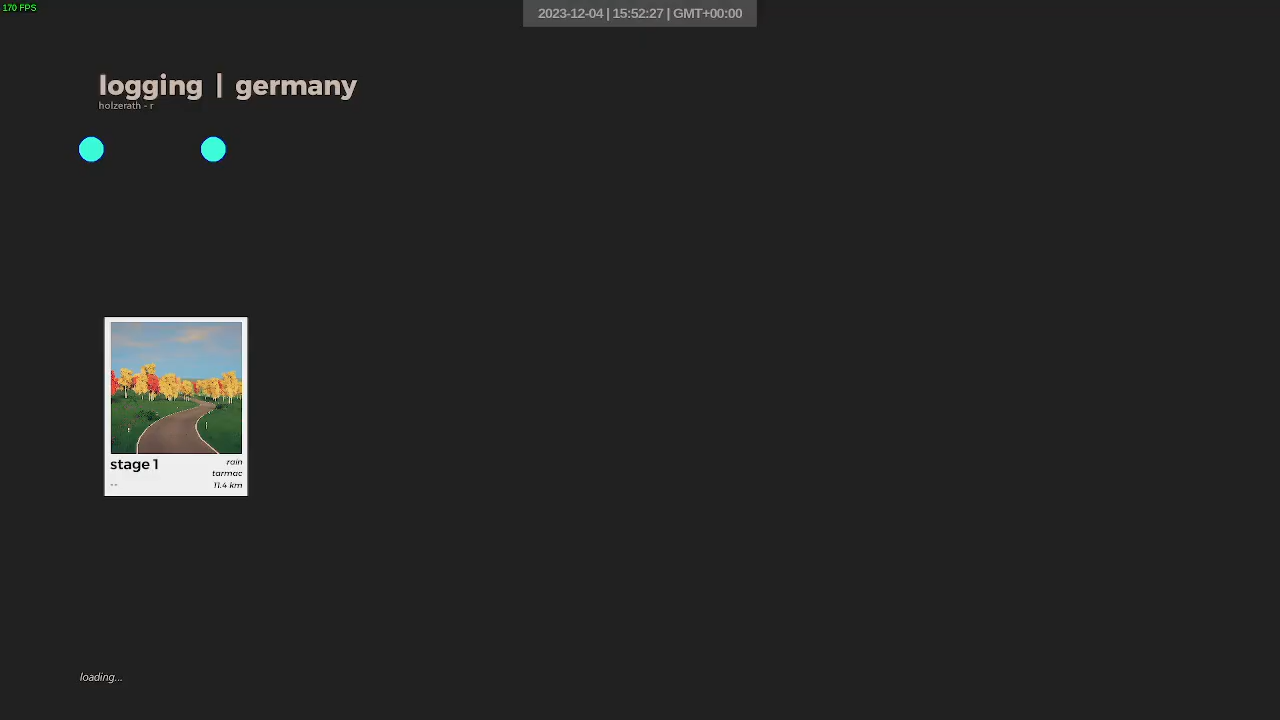 170 FPS
2023-12-04 | 15:52:27 | GMT+00:00
logging | germany
holzerath - r
stage 1
rain
tarmac
--
11.4 km
loading...